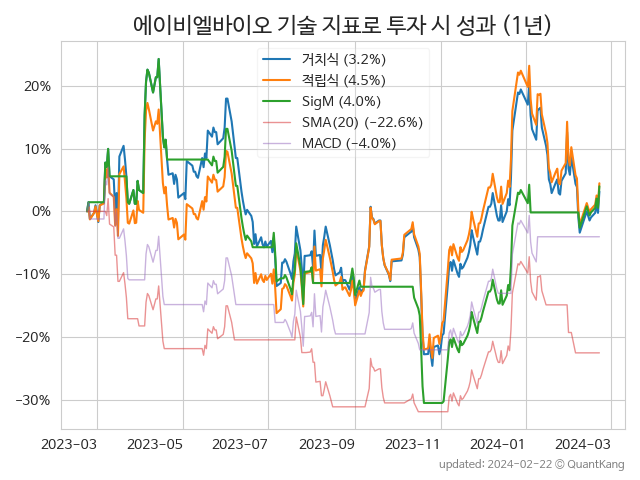 에이비엘바이오 기술 지표로 투자 시 성과 (1년)
거치식 (3.2%)
적립식 (4.5%)
SigM (4.0%)
SMA(20) (−22.6%)
MACD (−4.0%)
20%
10%
0%
−10%
−20%
−30%
2023-03
2023-05
2023-07
2023-09
2023-11
2024-01
2024-03
updated: 2024-02-22 © QuantKang